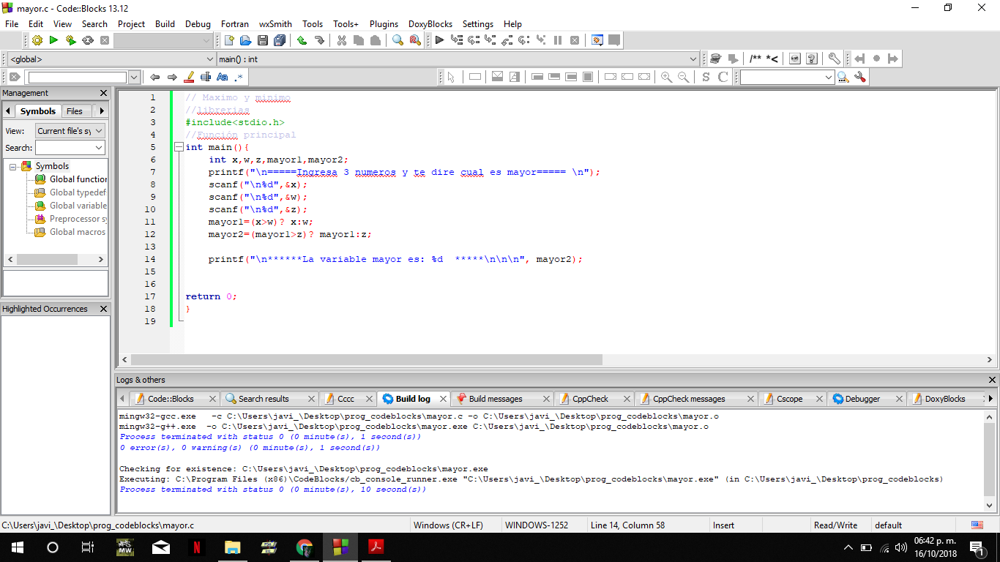 mayor.c - Code::Blocks 13.12
File Edit View Search Project Build Debug Fortran wxSmith Tools Tools+ Plugins DoxyBlocks Settings Help
<global> main() : int
/** *<
Aa .*
S C
Management
Symbols Files
View: Current file's sy
Search:
Symbols
Global function
Global typedef
Global variable
Preprocessor sy
Global macros
Highlighted Occurrences
1 // Maximo y minimo
2 //librerias
3 #include<stdio.h>
4 //Función principal
5 int main(){
6 int x,w,z,mayor1,mayor2;
7 printf("\n=====Ingresa 3 numeros y te dire cual es mayor===== \n");
8 scanf("\n%d",&x);
9 scanf("\n%d",&w);
10 scanf("\n%d",&z);
11 mayor1=(x>w)? x:w;
12 mayor2=(mayor1>z)? mayor1:z;
13
14 printf("\n******La variable mayor es: %d  *****\n\n\n", mayor2);
15
16
17 return 0;
18 }
19
Logs & others
Code::Blocks Search results Cccc Build log Build messages CppCheck CppCheck messages Cscope Debugger DoxyBlocks
mingw32-gcc.exe   -c C:\Users\javi_\Desktop\prog_codeblocks\mayor.c -o C:\Users\javi_\Desktop\prog_codeblocks\mayor.o
mingw32-g++.exe  -o C:\Users\javi_\Desktop\prog_codeblocks\mayor.exe C:\Users\javi_\Desktop\prog_codeblocks\mayor.o
Process terminated with status 0 (0 minute(s), 1 second(s))
0 error(s), 0 warning(s) (0 minute(s), 1 second(s))
Checking for existence: C:\Users\javi_\Desktop\prog_codeblocks\mayor.exe
Executing: C:\Program Files (x86)\CodeBlocks/cb_console_runner.exe "C:\Users\javi_\Desktop\prog_codeblocks\mayor.exe" (in C:\Users\javi_\Desktop\prog_codeblocks)
Process terminated with status 0 (0 minute(s), 10 second(s))
C:\Users\javi_\Desktop\prog_codeblocks\mayor.c Windows (CR+LF) WINDOWS-1252 Line 14, Column 58 Insert Read/Write default
MW N
06:42 p. m.
16/10/2018
1